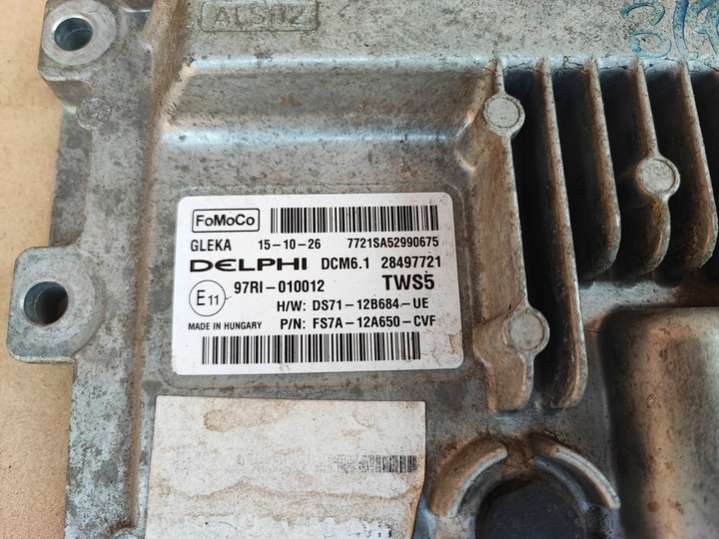 FoMoCo
GLEKA 15-10-26 7721SA52990675
DELPHI DCM6.1 28497721
E11 97RI-010012 TWS5
H/W: DS71-12B684-UE
MADE IN HUNGARY P/N: FS7A-12A650-CVF